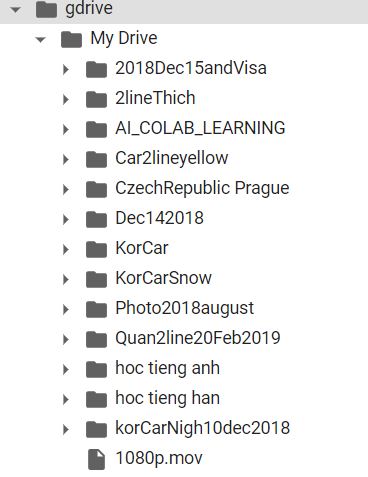 gdrive
My Drive
2018Dec15andVisa
2lineThich
AI_COLAB_LEARNING
Car2lineyellow
CzechRepublic Prague
Dec142018
KorCar
KorCarSnow
Photo2018august
Quan2line20Feb2019
hoc tieng anh
hoc tieng han
korCarNigh10dec2018
1080p.mov